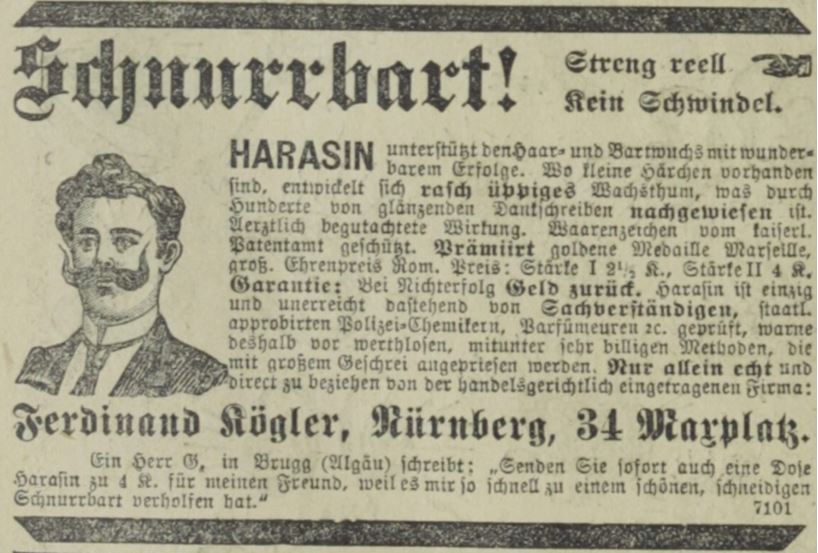 Schnurrbart!
Streng reell
Kein Schwindel.
HARASIN unterstützt den Haar- und Bartwuchs mit wunder-
barem Erfolge. Wo kleine Härchen vorhanden
sind, entwickelt sich rasch üppiges Wachsthum, was durch
Hunderte von glänzenden Dankschreiben nachgewiesen ist.
Aerztlich begutachtete Wirkung. Waarenzeichen vom kaiserl.
Patentamt geschützt. Prämiirt goldene Medaille Marseille,
groß. Ehrenpreis Rom. Preis: Stärke I 2½ K., Stärke II 4 K.
Garantie: Bei Nichterfolg Geld zurück. Harasin ist einzig
und unerreicht dastehend von Sachverständigen, staatl.
approbirten Polizei-Chemikern, Parfümeuren ꝛc. geprüft, warne
deshalb vor werthlosen, mitunter sehr billigen Methoden, die
mit großem Geschrei angepriesen werden. Nur allein echt und
direct zu beziehen von der handelsgerichtlich eingetragenen Firma:
Ferdinand Kögler, Nürnberg, 34 Maxplatz.
Ein Herr G. in Brugg (Algäu) schreibt: „Senden Sie sofort auch eine Dose
Harasin zu 4 K. für meinen Freund, weil es mir so schnell zu einem schönen, schneidigen
Schnurrbart verholfen hat."
7101